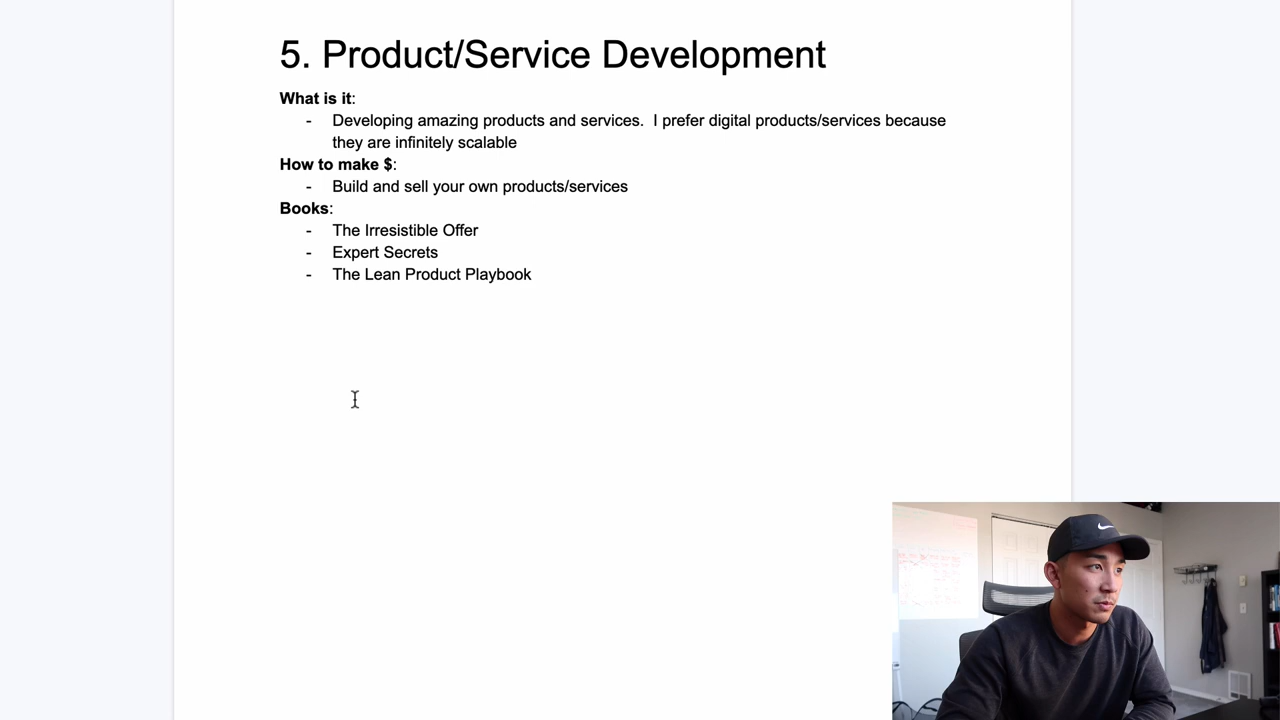 5. Product/Service Development
What is it:
- Developing amazing products and services.  I prefer digital products/services because
they are infinitely scalable
How to make $:
- Build and sell your own products/services
Books:
- The Irresistible Offer
- Expert Secrets
- The Lean Product Playbook